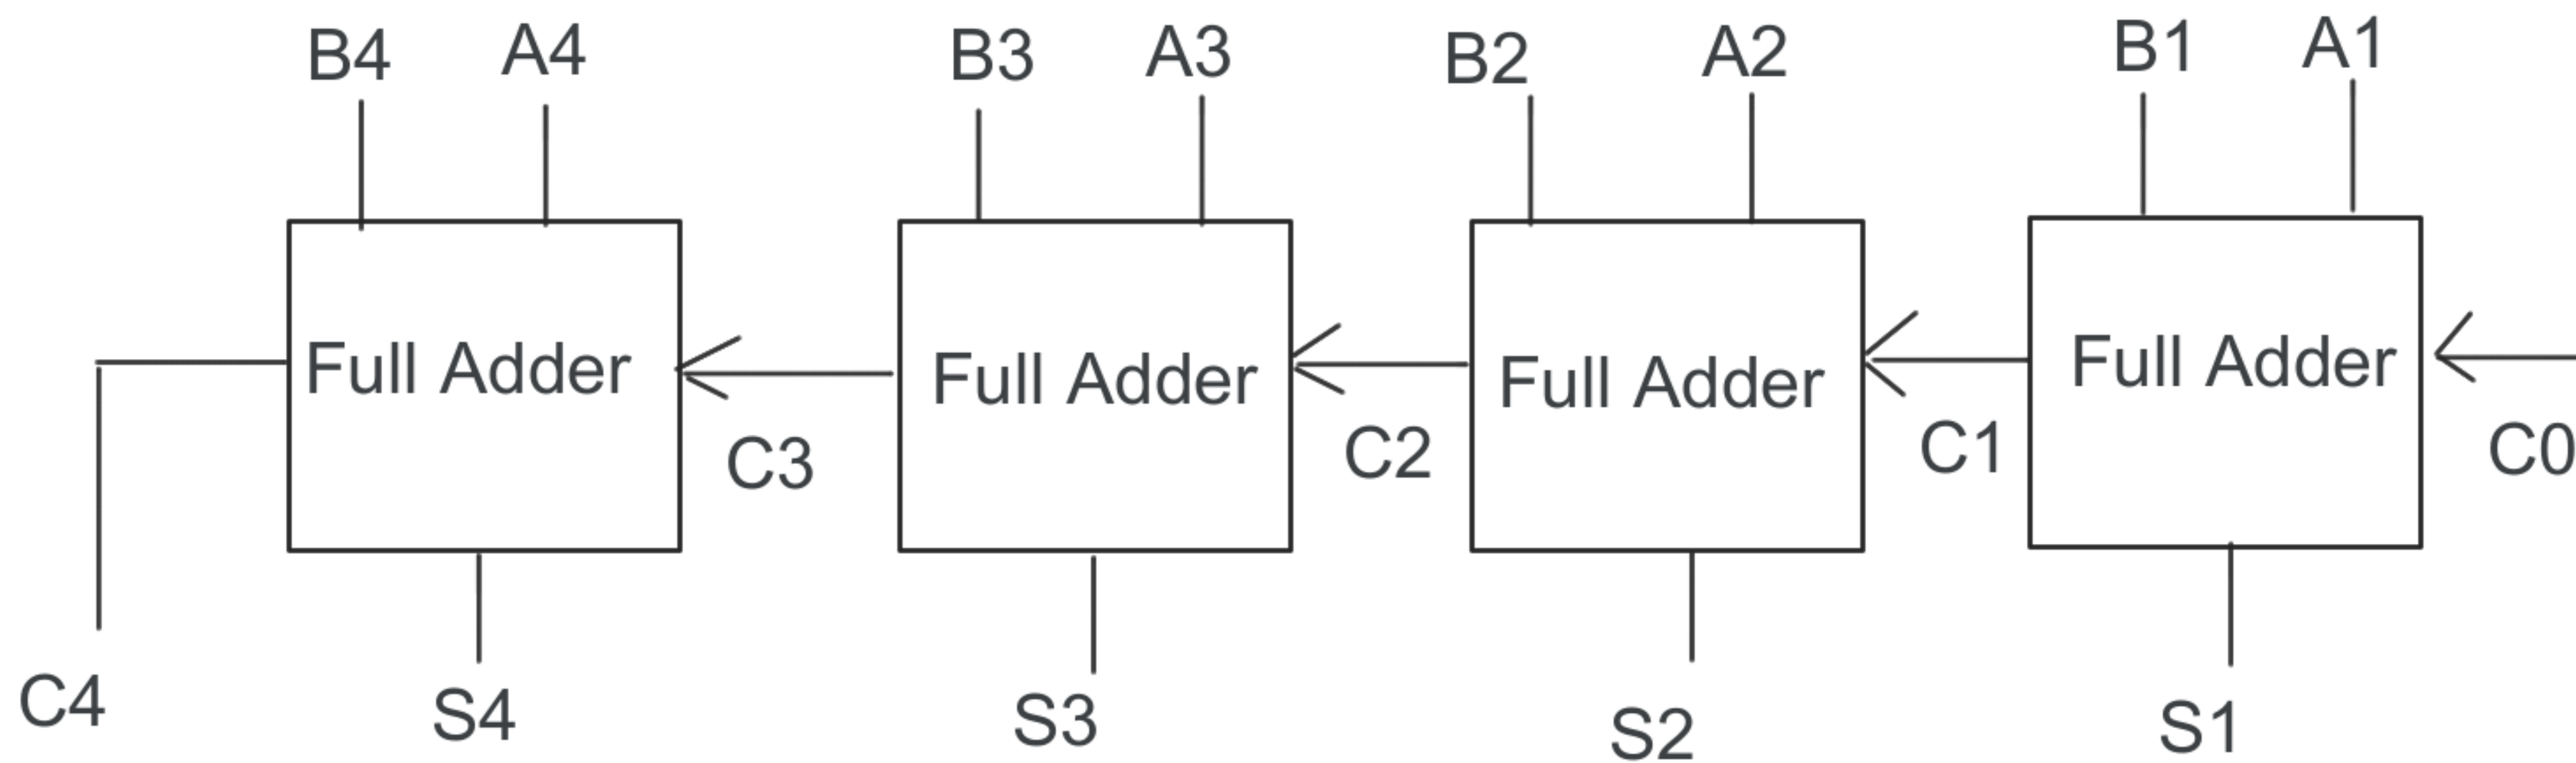 B4 A4 B3 A3 B2 A2 B1 A1
Full Adder Full Adder Full Adder Full Adder
C3 C2 C1 C0
C4 S4 S3 S2 S1